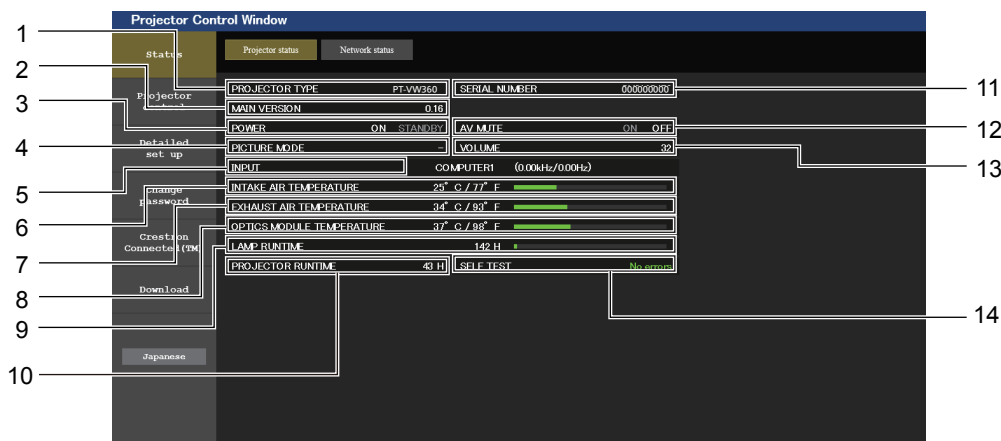 Projector Control Window
Status
Projector status
Network status
Projector
control
Detailed
set up
Change
password
Crestron
Connected(TM)
Download
Japanese
PROJECTOR TYPE PT-VW360
SERIAL NUMBER 000000000
MAIN VERSION 0.16
POWER ON STANDBY
AV MUTE ON OFF
PICTURE MODE -
VOLUME 32
INPUT COMPUTER1 (0.00kHz/0.00Hz)
INTAKE AIR TEMPERATURE 25° C / 77° F
EXHAUST AIR TEMPERATURE 34° C / 93° F
OPTICS MODULE TEMPERATURE 37° C / 98° F
LAMP RUNTIME 142 H
PROJECTOR RUNTIME 43 H
SELF TEST No errors
1
2
3
4
5
6
7
8
9
10
11
12
13
14